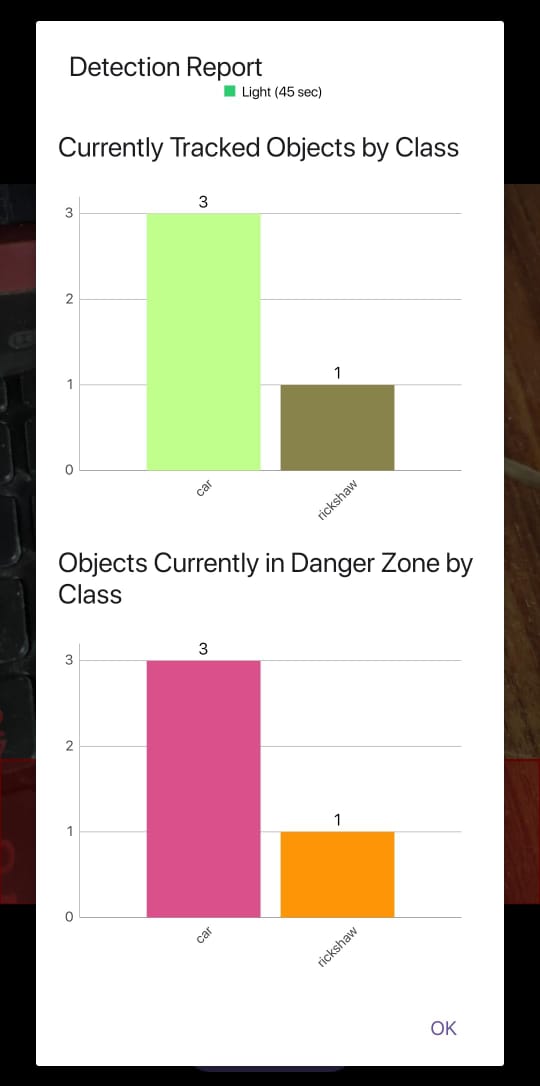 Detection Report
Light (45 sec)
Currently Tracked Objects by Class
3
3
2
1
1
0
car
rickshaw
Objects Currently in Danger Zone by
Class
3
3
2
1
1
0
car
rickshaw
OK